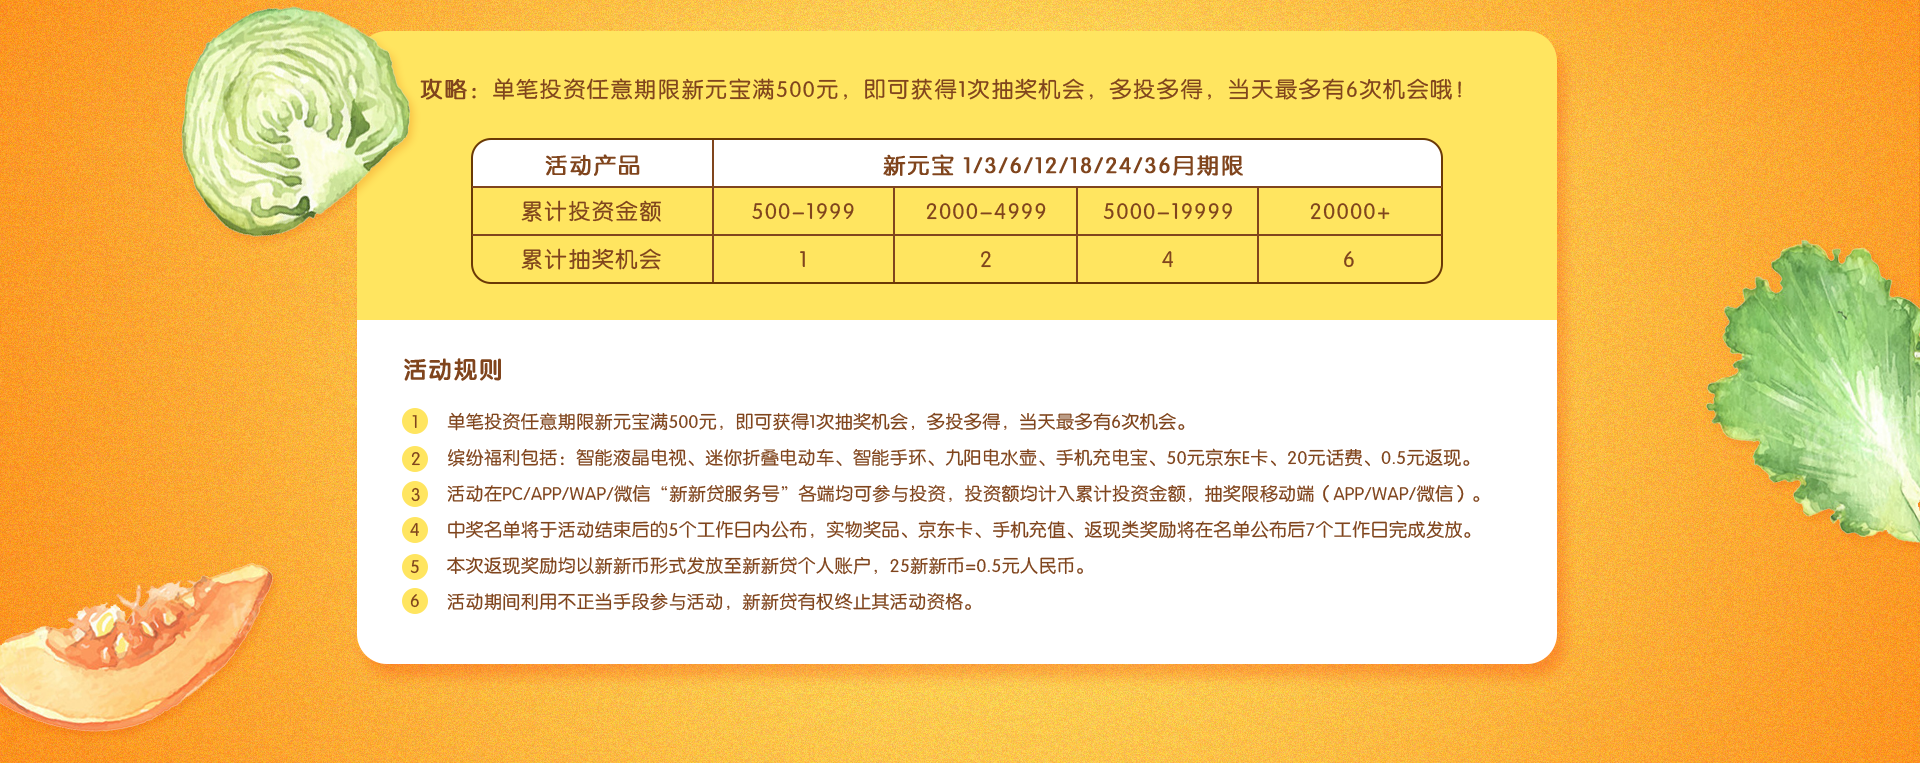 攻略：单笔投资任意期限新元宝满500元，即可获得1次抽奖机会，多投多得，当天最多有6次机会哦！
活动产品 新元宝 1/3/6/12/18/24/36月期限
累计投资金额 500-1999 2000-4999 5000-19999 20000+
累计抽奖机会 1 2 4 6
活动规则
1 单笔投资任意期限新元宝满500元，即可获得1次抽奖机会，多投多得，当天最多有6次机会。
2 缤纷福利包括：智能液晶电视、迷你折叠电动车、智能手环、九阳电水壶、手机充电宝、50元京东E卡、20元话费、0.5元返现。
3 活动在PC/APP/WAP/微信“新新贷服务号”各端均可参与投资，投资额均计入累计投资金额，抽奖限移动端（APP/WAP/微信）。
4 中奖名单将于活动结束后的5个工作日内公布，实物奖品、京东卡、手机充值、返现类奖励将在名单公布后7个工作日完成发放。
5 本次返现奖励均以新新币形式发放至新新贷个人账户，25新新币=0.5元人民币。
6 活动期间利用不正当手段参与活动，新新贷有权终止其活动资格。